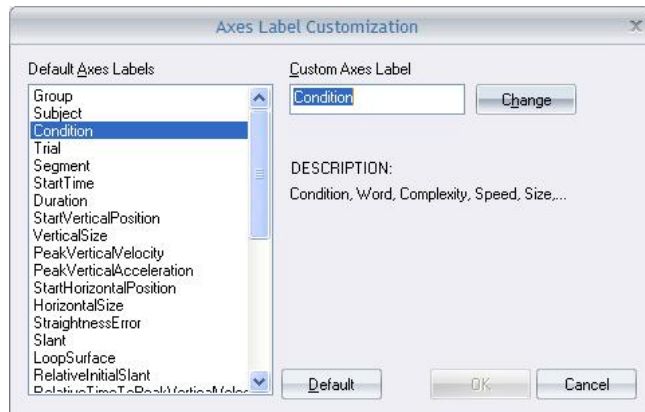 Axes Label Customization
Default Axes Labels
Group
Subject
Condition
Trial
Segment
StartTime
Duration
StartVerticalPosition
VerticalSize
PeakVerticalVelocity
PeakVerticalAcceleration
StartHorizontalPosition
HorizontalSize
StraightnessError
Slant
LoopSurface
RelativeInitialSlant
Custom Axes Label
Condition
Change
DESCRIPTION:
Condition, Word, Complexity, Speed, Size,...
Default
OK
Cancel